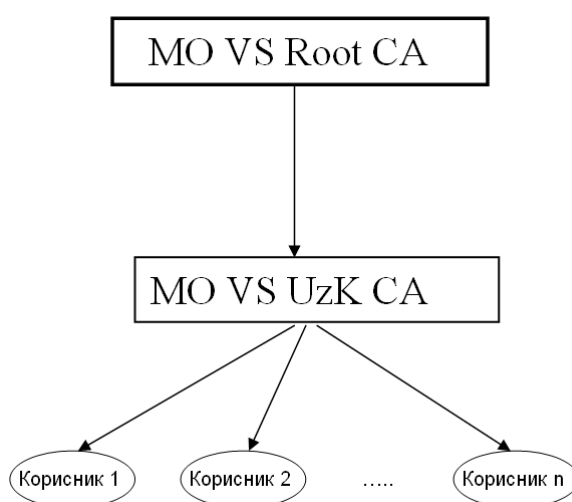 MO VS Root CA
MO VS UzK CA
Корисник 1 Корисник 2 ..... Корисник n